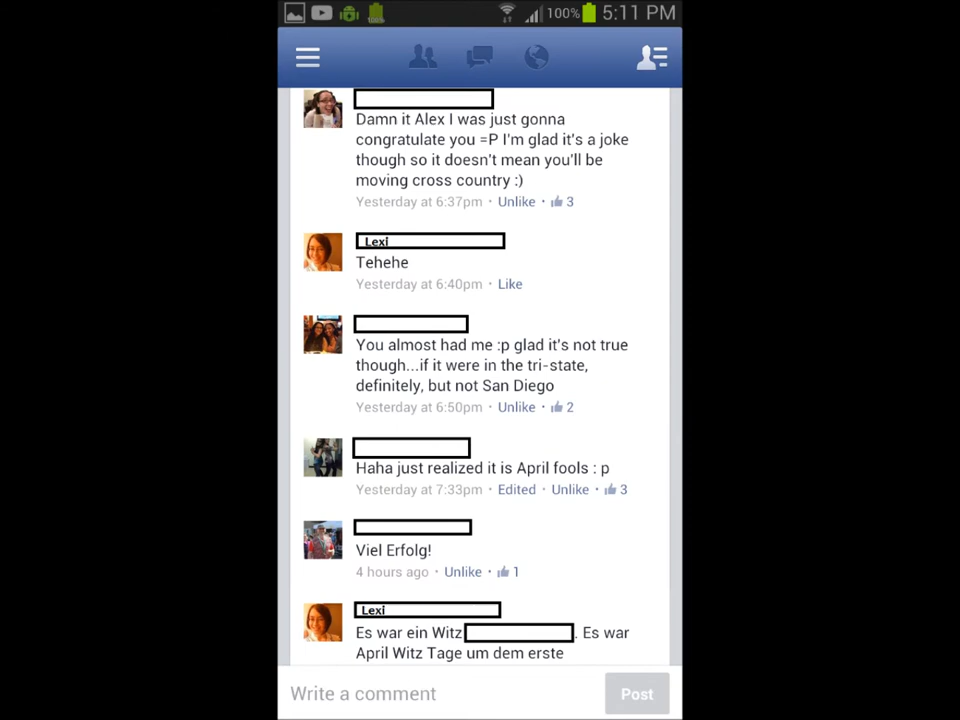 100% 5:11 PM
Damn it Alex I was just gonna
congratulate you =P I'm glad it's a joke
though so it doesn't mean you'll be
moving cross country :)
Yesterday at 6:37pm · Unlike · 3
Lexi
Tehehe
Yesterday at 6:40pm · Like
You almost had me :p glad it's not true
though...if it were in the tri-state,
definitely, but not San Diego
Yesterday at 6:50pm · Unlike · 2
Haha just realized it is April fools : p
Yesterday at 7:33pm · Edited · Unlike · 3
Viel Erfolg!
4 hours ago · Unlike · 1
Lexi
Es war ein Witz . Es war
April Witz Tage um dem erste
Write a comment Post